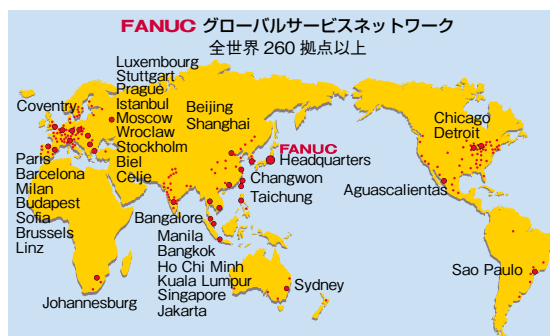 FANUC グローバルサービスネットワーク
全世界 260 拠点以上
Luxembourg
Stuttgart
Prague
Istanbul
Moscow
Wroclaw
Stockholm
Biel
Celje
Coventry
Beijing
Shanghai
Chicago
Detroit
FANUC
Headquarters
Changwon
Taichung
Aguascalientas
Paris
Barcelona
Milan
Budapest
Sofia
Brussels
Linz
Bangalore
Manila
Bangkok
Ho Chi Minh
Kuala Lumpur
Singapore
Jakarta
Sydney
Sao Paulo
Johannesburg